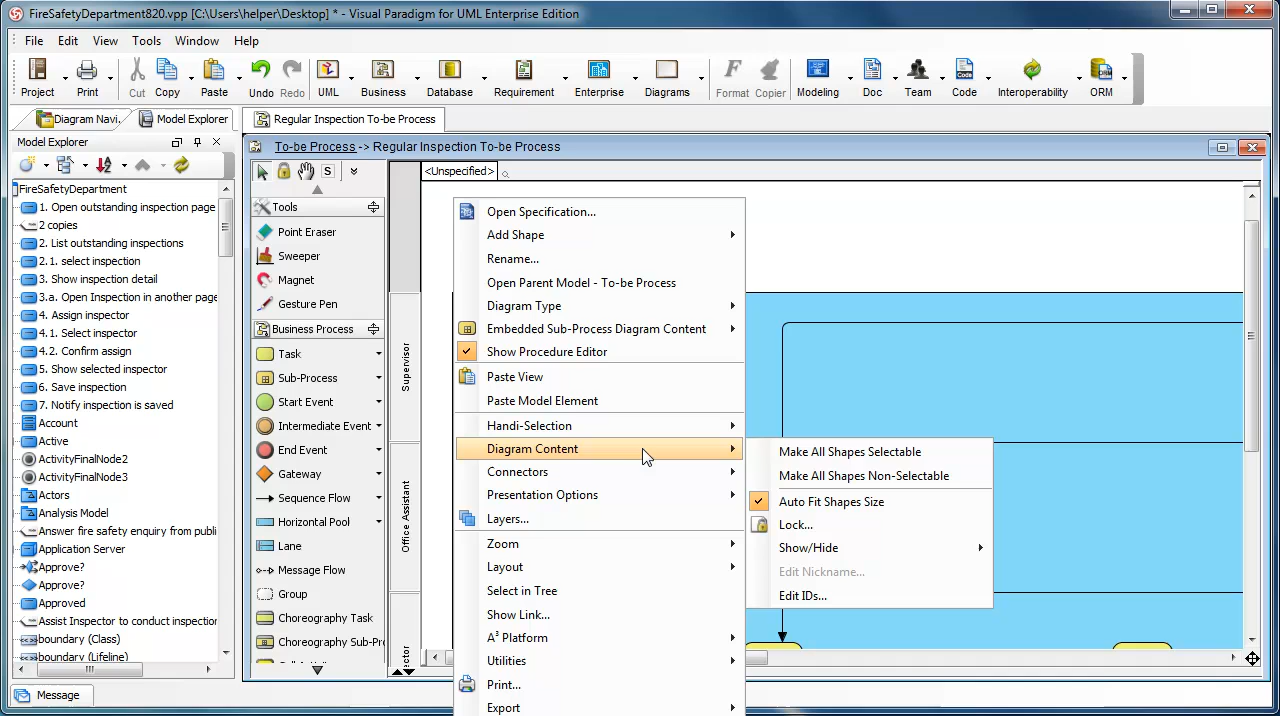 FireSafetyDepartment820.vpp [C:\Users\helper\Desktop] * - Visual Paradigm for UML Enterprise Edition
File Edit View Tools Window Help
Project Print Cut Copy Paste Undo Redo UML Business Database Requirement Enterprise Diagrams Format Copier Modeling Doc Team Code Interoperability ORM
Diagram Navi. Model Explorer Regular Inspection To-be Process
Model Explorer
To-be Process -> Regular Inspection To-be Process
<Unspecified>
FireSafetyDepartment
1. Open outstanding inspection page
2 copies
2. List outstanding inspections
2.1. select inspection
3. Show inspection detail
3.a. Open Inspection in another page
4. Assign inspector
4.1. Select inspector
4.2. Confirm assign
5. Show selected inspector
6. Save inspection
7. Notify inspection is saved
Account
Active
ActivityFinalNode2
ActivityFinalNode3
Actors
Analysis Model
Answer fire safety enquiry from public
Application Server
Approve?
Approve?
Approved
Assist Inspector to conduct inspection
boundary (Class)
boundary (Lifeline)
Message
S
Tools
Point Eraser
Sweeper
Magnet
Gesture Pen
Business Process
Task
Sub-Process
Start Event
Intermediate Event
End Event
Gateway
Sequence Flow
Horizontal Pool
Lane
Message Flow
Group
Choreography Task
Choreography Sub-Pro
Supervisor
Office Assistant
Open Specification...
Add Shape
Rename...
Open Parent Model - To-be Process
Diagram Type
Embedded Sub-Process Diagram Content
Show Procedure Editor
Paste View
Paste Model Element
Handi-Selection
Diagram Content
Connectors
Presentation Options
Layers...
Zoom
Layout
Select in Tree
Show Link...
A³ Platform
Utilities
Print...
Export
Make All Shapes Selectable
Make All Shapes Non-Selectable
Auto Fit Shapes Size
Lock...
Show/Hide
Edit Nickname...
Edit IDs...